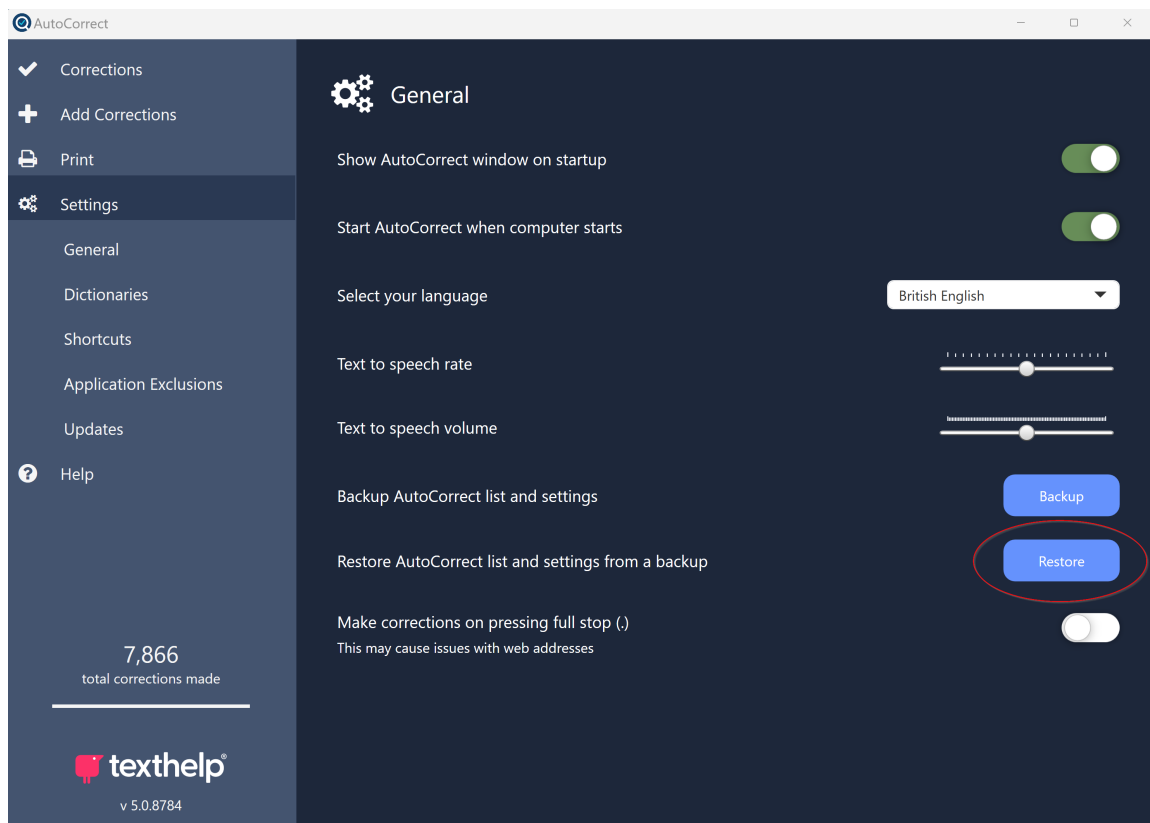 AutoCorrect
Corrections
Add Corrections
Print
Settings
General
Dictionaries
Shortcuts
Application Exclusions
Updates
Help
7,866
total corrections made
texthelp®
v 5.0.8784
General
Show AutoCorrect window on startup
Start AutoCorrect when computer starts
Select your language
British English
Text to speech rate
Text to speech volume
Backup AutoCorrect list and settings
Backup
Restore AutoCorrect list and settings from a backup
Restore
Make corrections on pressing full stop (.)
This may cause issues with web addresses